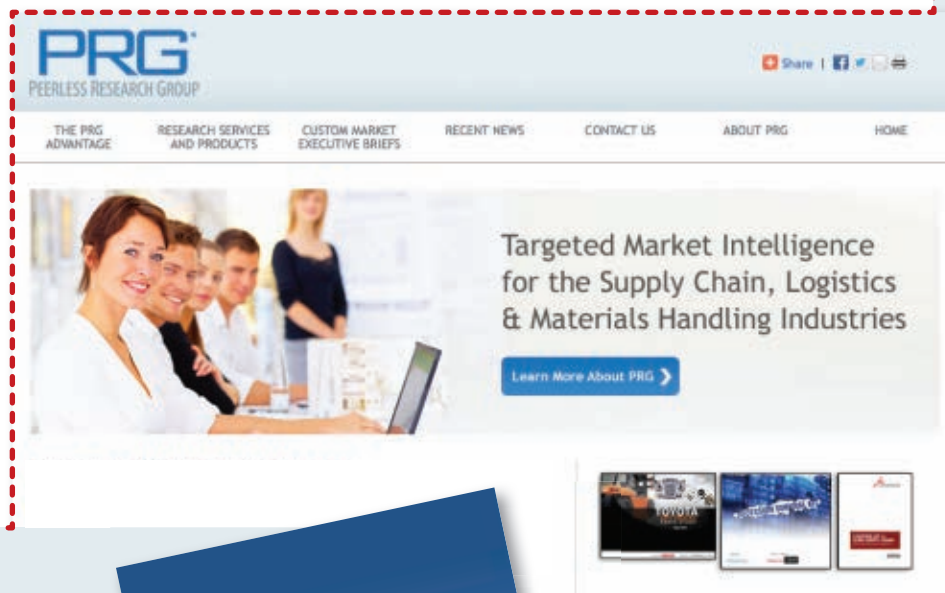 PRG
PEERLESS RESEARCH GROUP
Share |
THE PRG
ADVANTAGE
RESEARCH SERVICES
AND PRODUCTS
CUSTOM MARKET
EXECUTIVE BRIEFS
RECENT NEWS
CONTACT US
ABOUT PRG
HOME
Targeted Market Intelligence
for the Supply Chain, Logistics
& Materials Handling Industries
Learn More About PRG ❯
TOYOTA